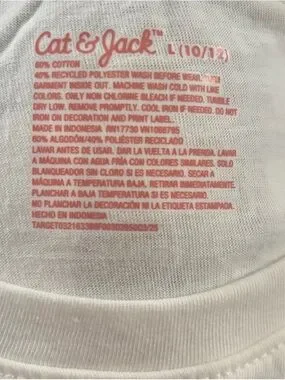 Cat & Jack™ L (10/12)
60% COTTON
40% RECYCLED POLYESTER WASH BEFORE WEAR,
GARMENT INSIDE OUT. MACHINE WASH COLD WITH LIKE
COLORS. ONLY NON CHLORINE BLEACH IF NEEDED. TUMBLE
DRY LOW. REMOVE PROMPTLY. COOL IRON IF NEEDED. DO NOT
IRON ON DECORATION AND PRINT LABEL.
MADE IN INDONESIA RN17730 VN1066795
60% ALGODÓN/40% POLIÉSTER RECICLADO
LAVAR ANTES DE USAR. DAR LA VUELTA A LA PRENDA. LAVAR
A MÁQUINA CON AGUA FRÍA CON COLORES SIMILARES. SOLO
BLANQUEADOR SIN CLORO SI ES NECESARIO. SECAR A
MÁQUINA A TEMPERATURA BAJA. RETIRAR INMEDIATAMENTE.
PLANCHAR A BAJA TEMPERATURA SI ES NECESARIO.
NO PLANCHAR LA DECORACIÓN NI LA ETIQUETA ESTAMPADA.
HECHO EN INDONESIA